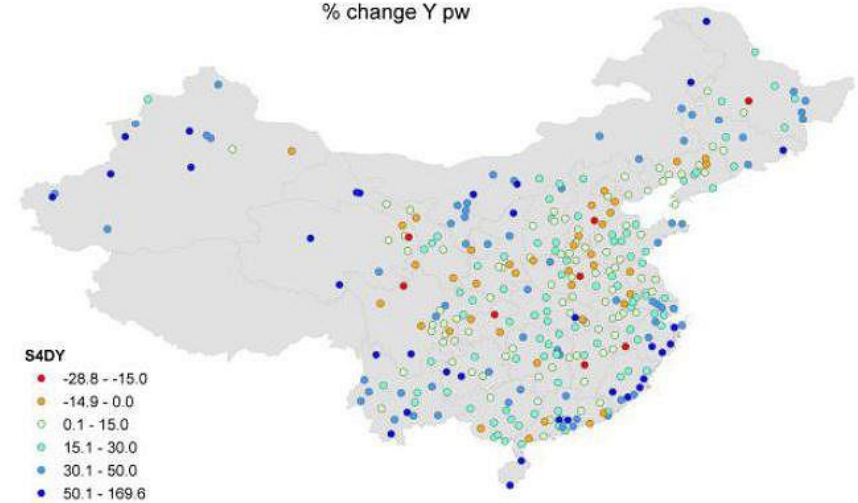 % change Y pw
S4DY
-28.8 - -15.0
-14.9 - 0.0
0.1 - 15.0
15.1 - 30.0
30.1 - 50.0
50.1 - 169.6